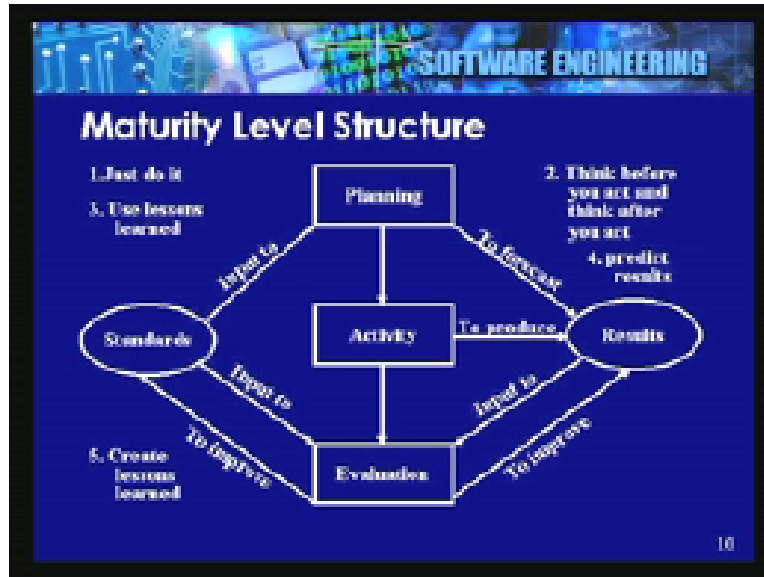 SOFTWARE ENGINEERING
Maturity Level Structure
1.Just do it
3. Use lessons
learned
Planning
2. Think before
you act and
think after
you act
4. predict
results
Input to
To forecast
Standards
Activity
To produce
Results
Input to
Input to
To improve
To improve
5. Create
lessons
learned
Evaluation